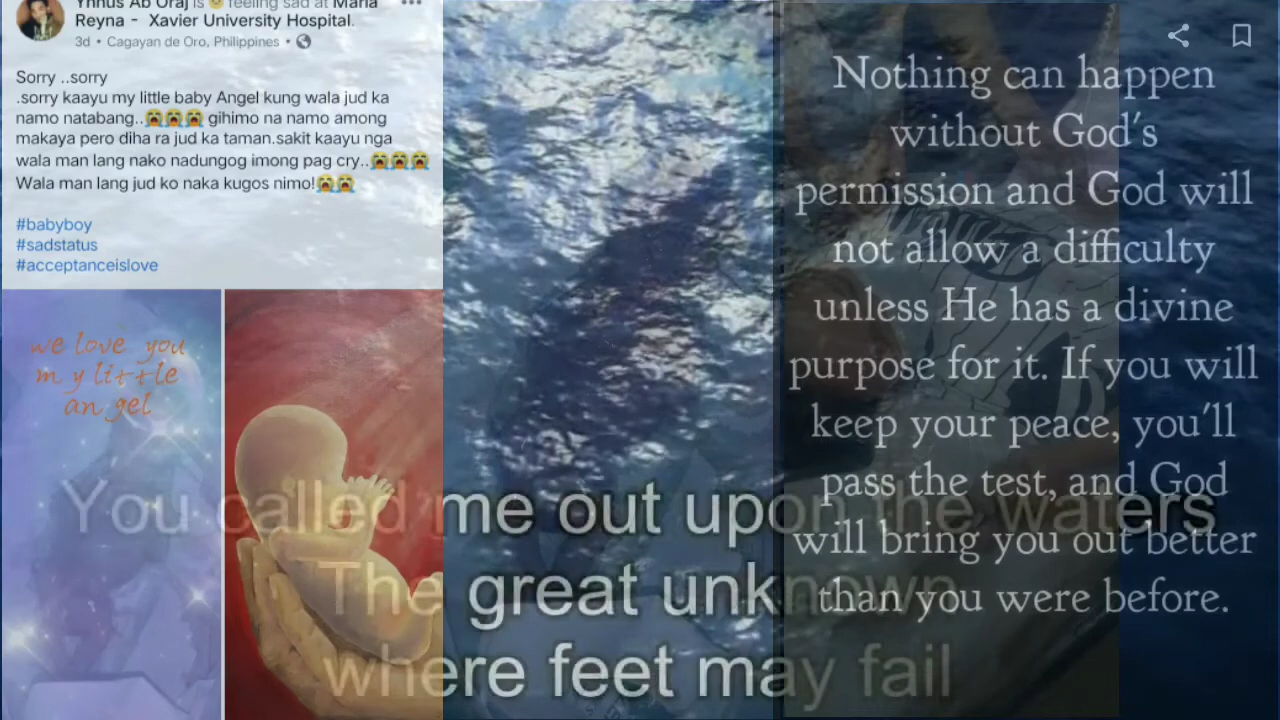 Ynnus Ab Oraj is feeling sad at Maria
Reyna - Xavier University Hospital.
3d • Cagayan de Oro, Philippines •
Sorry ..sorry
.sorry kaayu my little baby Angel kung wala jud ka
namo natabang..😭😭😭 gihimo na namo among
makaya pero diha ra jud ka taman.sakit kaayu nga
wala man lang nako nadungog imong pag cry..😭😭😭
Wala man lang jud ko naka kugos nimo!😭😭
#babyboy
#sadstatus
#acceptanceislove
we love you
my little
angel
Nothing can happen
without God's
permission and God will
not allow a difficulty
unless He has a divine
purpose for it. If you will
keep your peace, you'll
pass the test, and God
will bring you out better
than you were before.
You called me out upon the waters
The great unknown
where feet may fail